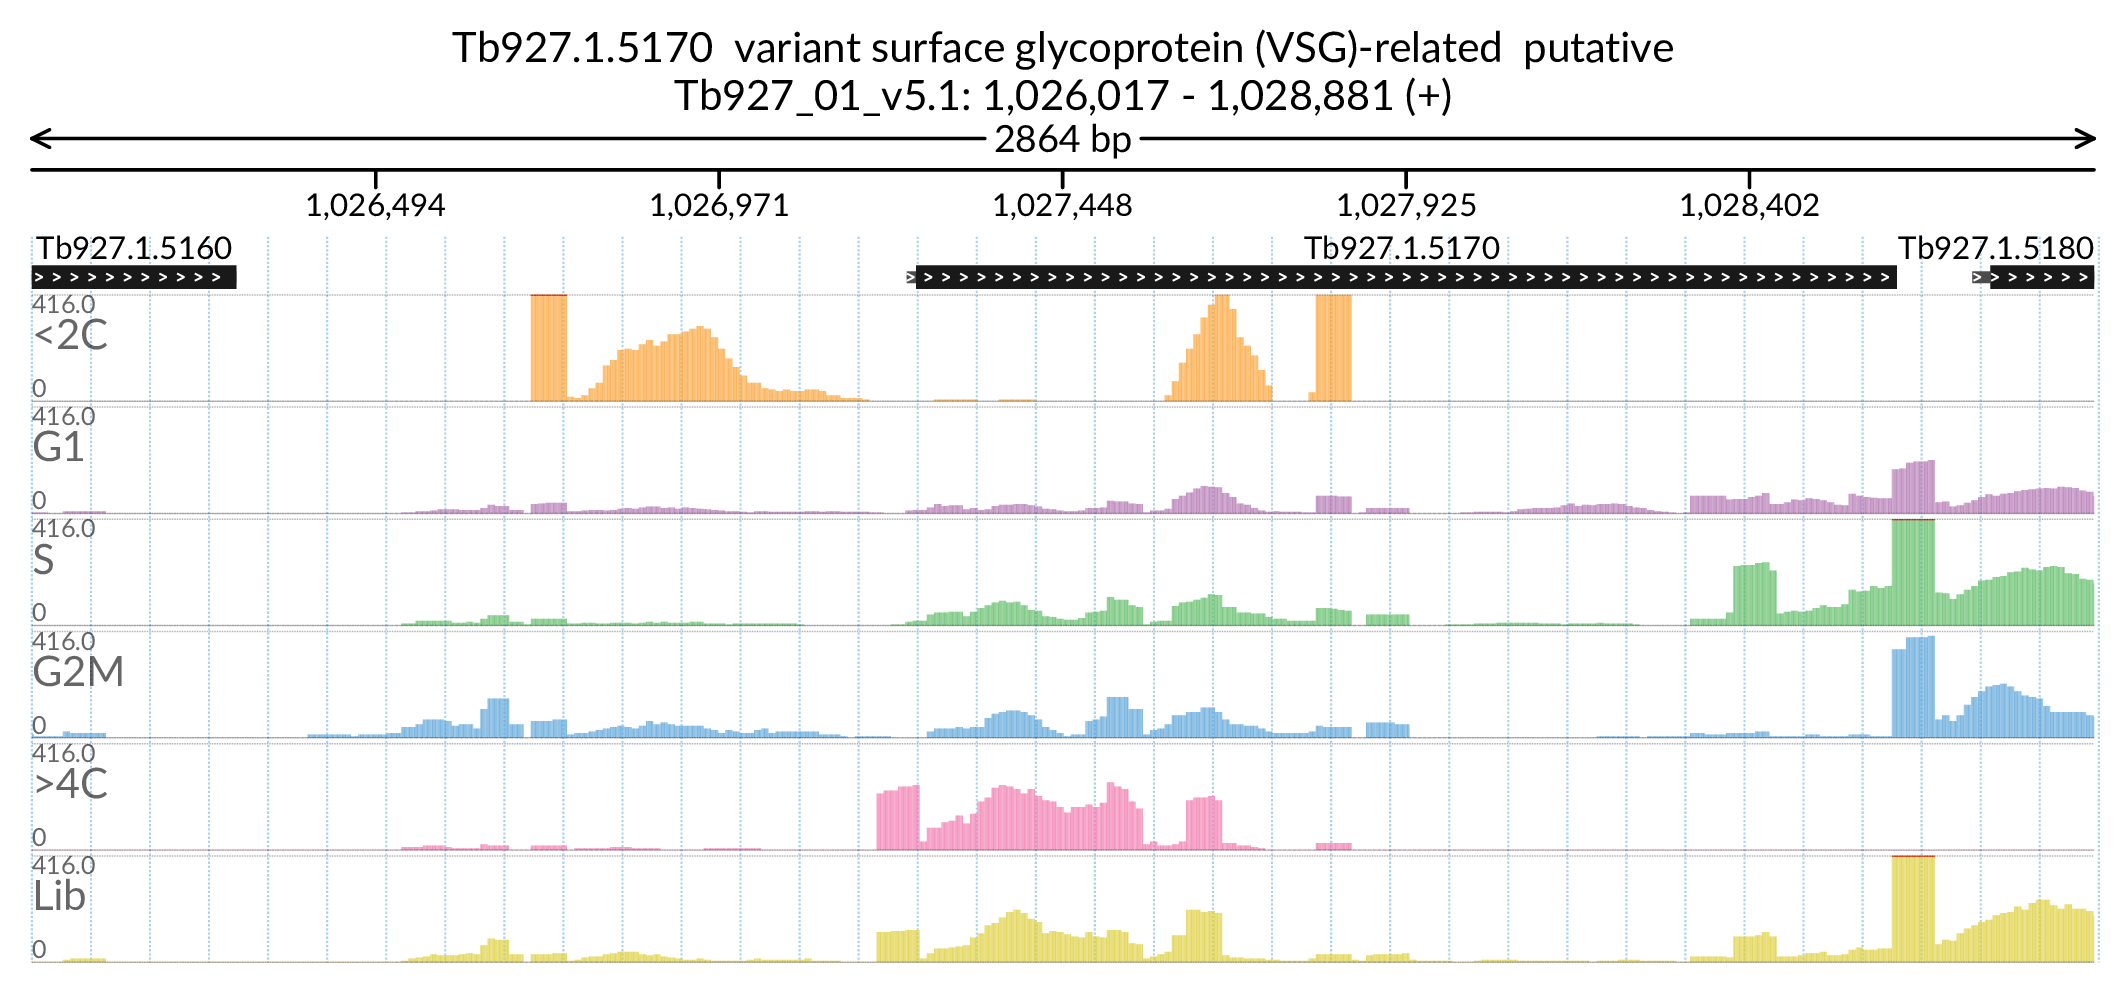 Tb927.1.5170  variant surface glycoprotein (VSG)-related  putative
Tb927_01_v5.1: 1,026,017 - 1,028,881 (+)
2864 bp
1,026,494 1,026,971 1,027,448 1,027,925 1,028,402
Tb927.1.5160 Tb927.1.5170 Tb927.1.5180
416.0
<2C
0
416.0
G1
0
416.0
S
0
416.0
G2M
0
416.0
>4C
0
416.0
Lib
0